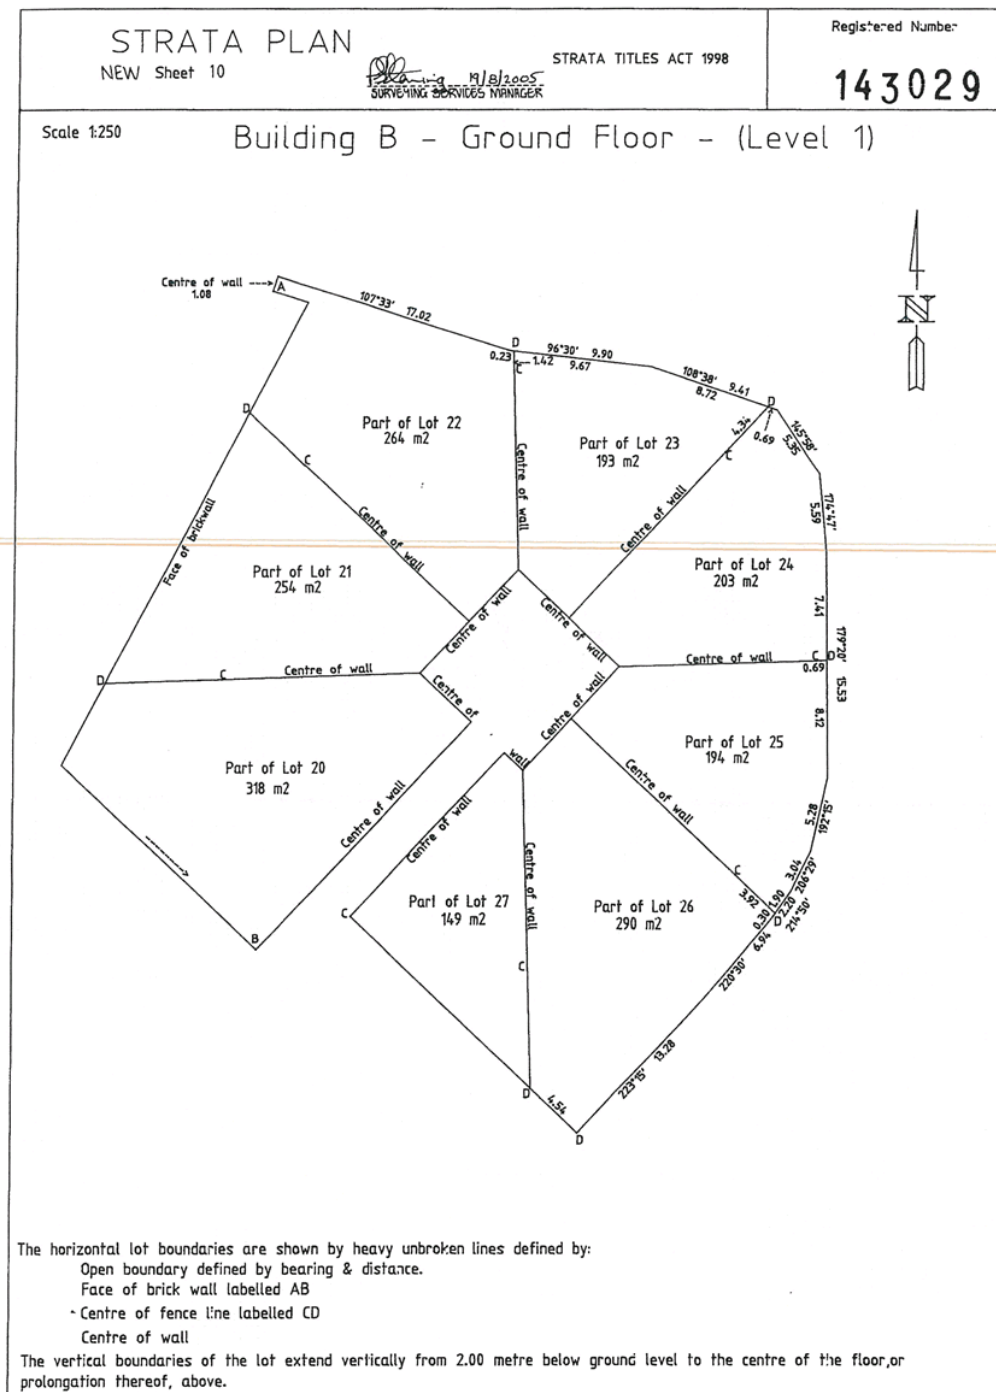 STRATA PLAN
NEW Sheet 10
19/8/2005
SURVEYING SERVICES MANAGER
STRATA TITLES ACT 1998
Registered Number
143029
Scale 1:250
Building B - Ground Floor - (Level 1)
N
Centre of wall
1.08
A
107°33' 17.02
D
0.23
1.42
C
96°30' 9.90
9.67
108°38' 9.41
8.72
D
0.69
4.34
C
145°58'
5.35
D
Part of Lot 22
264 m2
Part of Lot 23
193 m2
C
Centre of wall
Centre of wall
Centre of wall
174°47'
5.59
Face of brickwall
Part of Lot 21
254 m2
Part of Lot 24
203 m2
Centre of wall
Centre of wall
7.41
179°20'
15.53
D
C
Centre of wall
Centre of wall
C D
0.69
Centre of
Centre of wall
8.12
Part of Lot 20
318 m2
Part of Lot 25
194 m2
wall
Centre of wall
Centre of wall
Centre of wall
5.28
192°15'
Centre of wall
C
3.92
3.04
206°29'
1.90
2.20
214°50'
0.30
D
C
Part of Lot 27
149 m2
Part of Lot 26
290 m2
B
C
6.94
220°30'
13.28
223°15'
D
4.54
D
The horizontal lot boundaries are shown by heavy unbroken lines defined by:
Open boundary defined by bearing & distance.
Face of brick wall labelled AB
Centre of fence line labelled CD
Centre of wall
The vertical boundaries of the lot extend vertically from 2.00 metre below ground level to the centre of the floor,or
prolongation thereof, above.